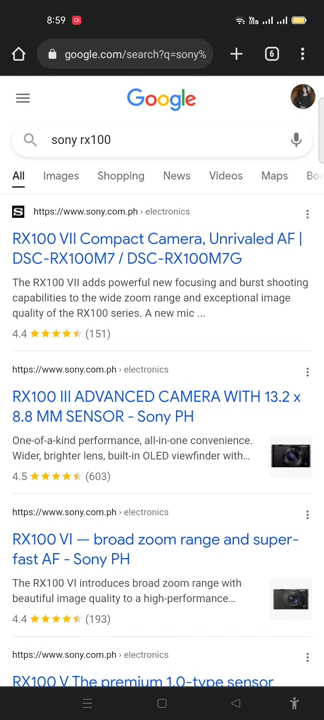 8:59
google.com/search?q=sony%
6
Google
sony rx100
All Images Shopping News Videos Maps
https://www.sony.com.ph › electronics
RX100 VII Compact Camera, Unrivaled AF |
DSC-RX100M7 / DSC-RX100M7G
The RX100 VII adds powerful new focusing and burst shooting
capabilities to the wide zoom range and exceptional image
quality of the RX100 series. A new mic ...
4.4 (151)
https://www.sony.com.ph › electronics
RX100 III ADVANCED CAMERA WITH 13.2 x
8.8 MM SENSOR - Sony PH
One-of-a-kind performance, all-in-one convenience.
Wider, brighter lens, built-in OLED viewfinder with...
4.5 (603)
https://www.sony.com.ph › electronics
RX100 VI — broad zoom range and super-
fast AF - Sony PH
The RX100 VI introduces broad zoom range with
beautiful image quality to a high-performance...
4.4 (193)
https://www.sony.com.ph › electronics
RX100 V The premium 1.0-type sensor